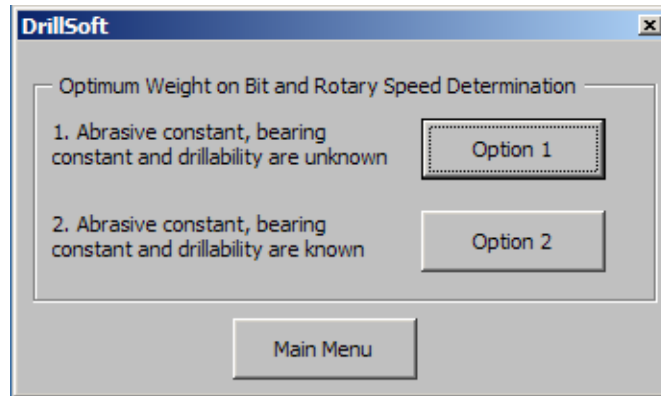 DrillSoft
Optimum Weight on Bit and Rotary Speed Determination
1. Abrasive constant, bearing
constant and drillability are unknown
Option 1
2. Abrasive constant, bearing
constant and drillability are known
Option 2
Main Menu